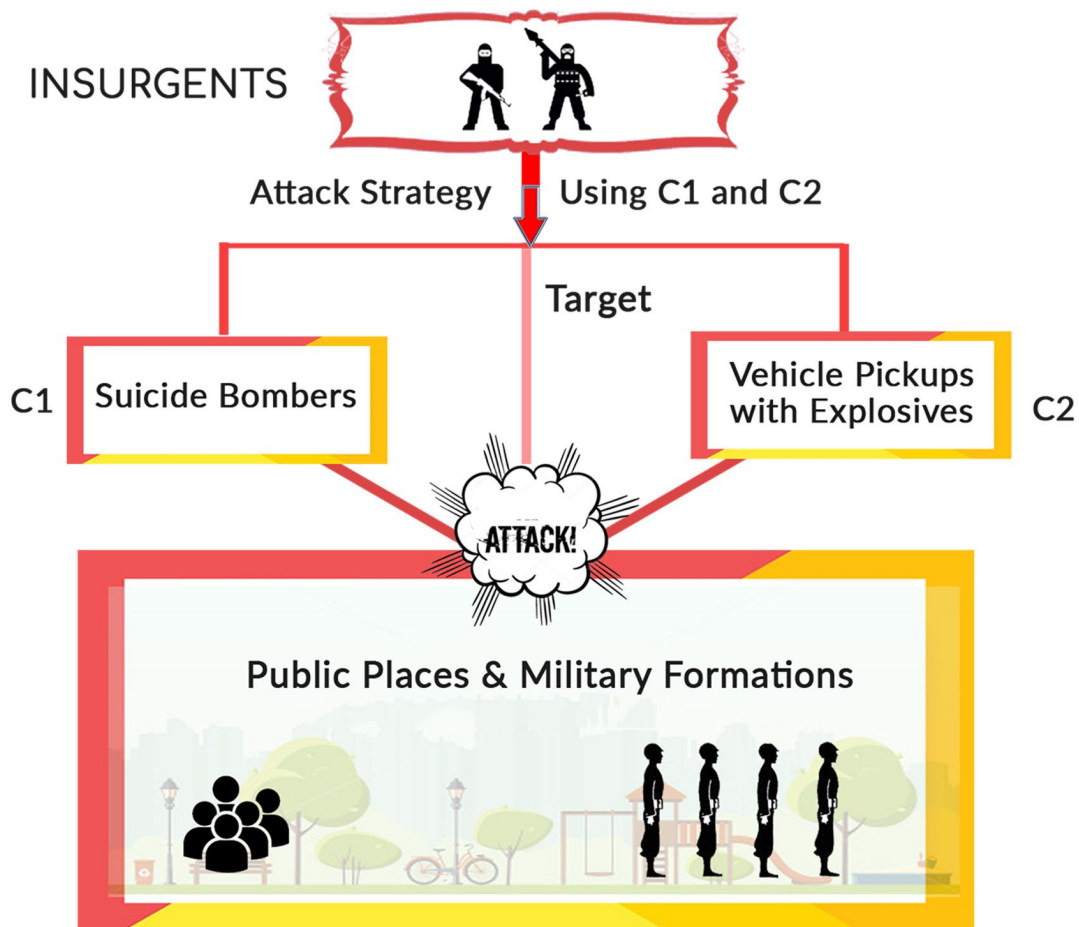 INSURGENTS
Attack Strategy
Using C1 and C2
Target
C1
Suicide Bombers
Vehicle Pickups
with Explosives
C2
ATTACK!
Public Places & Military Formations